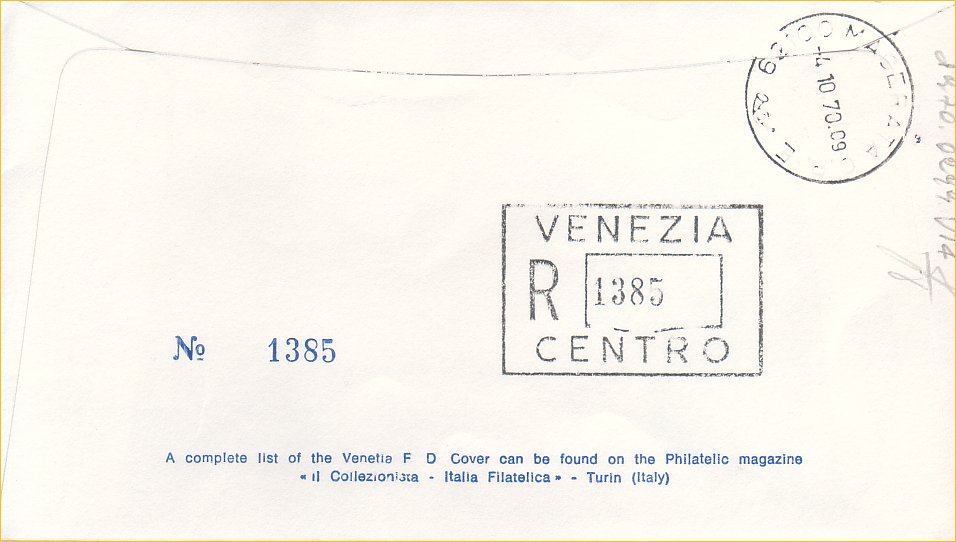 MACERATA
-4.10 70.09
VENEZIA
R 1385
CENTRO
№ 1385
A complete list of the Venetia F D Cover can be found on the Philatelic magazine
« il Collezionista - Italia Filatelica » - Turin (Italy)